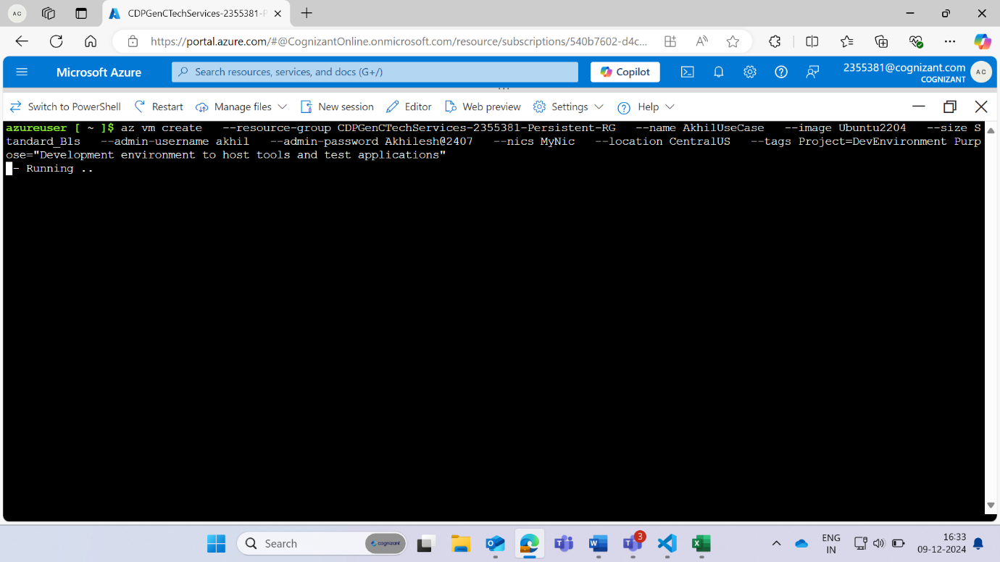 AC
CDPGenCTechServices-2355381-P
https://portal.azure.com/#@CognizantOnline.onmicrosoft.com/resource/subscriptions/540b7602-d4c...
Microsoft Azure
Search resources, services, and docs (G+/)
Copilot
2355381@cognizant.com
COGNIZANT
AC
Switch to PowerShell
Restart
Manage files
New session
Editor
Web preview
Settings
Help
azureuser [ ~ ]$ az vm create --resource-group CDPGenCTechServices-2355381-Persistent-RG --name AkhilUseCase --image Ubuntu2204 --size S
tandard_B1s --admin-username akhil --admin-password Akhilesh@2407 --nics MyNic --location CentralUS --tags Project=DevEnvironment Purp
ose="Development environment to host tools and test applications"
- Running ..
Search
cognizant
3
ENG
IN
16:33
09-12-2024